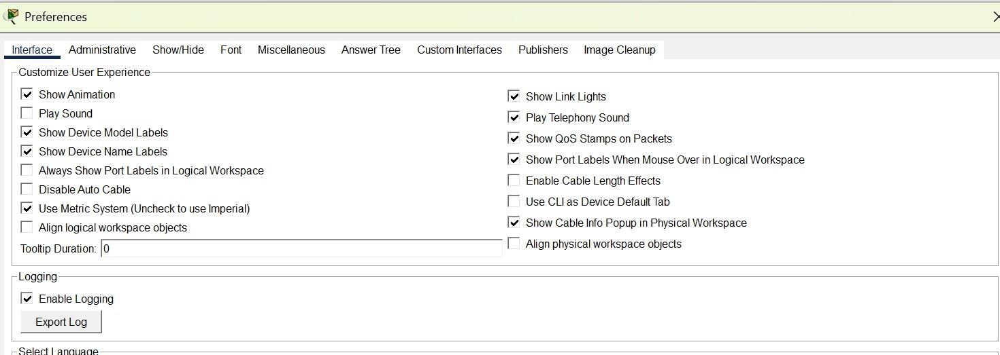 Preferences
Interface Administrative Show/Hide Font Miscellaneous Answer Tree Custom Interfaces Publishers Image Cleanup
Customize User Experience
Show Animation
Play Sound
Show Device Model Labels
Show Device Name Labels
Always Show Port Labels in Logical Workspace
Disable Auto Cable
Use Metric System (Uncheck to use Imperial)
Align logical workspace objects
Tooltip Duration: 0
Show Link Lights
Play Telephony Sound
Show QoS Stamps on Packets
Show Port Labels When Mouse Over in Logical Workspace
Enable Cable Length Effects
Use CLI as Device Default Tab
Show Cable Info Popup in Physical Workspace
Align physical workspace objects
Logging
Enable Logging
Export Log
Select Language